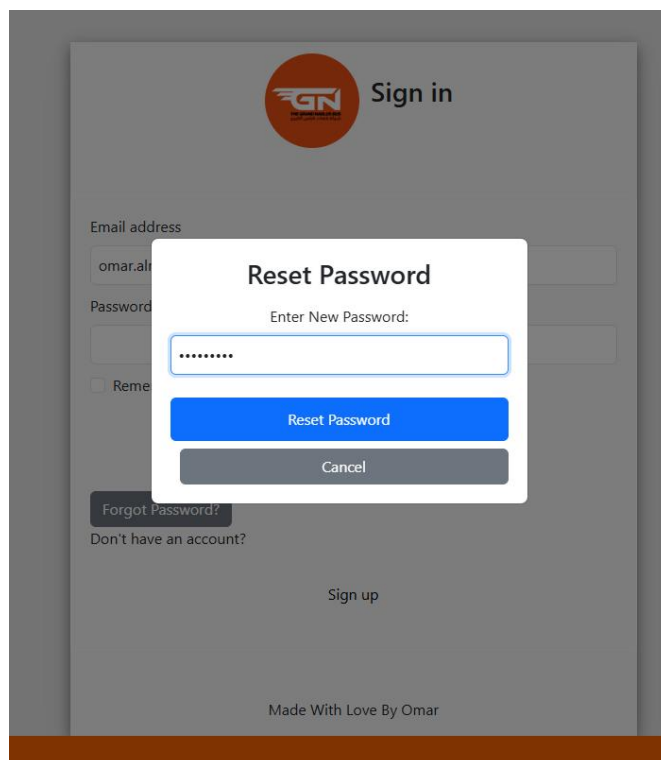 GN
Sign in
Email address
omar.alr
Reset Password
Password
Enter New Password:
•••••••••
Reme
Reset Password
Cancel
Forgot Password?
Don't have an account?
Sign up
Made With Love By Omar